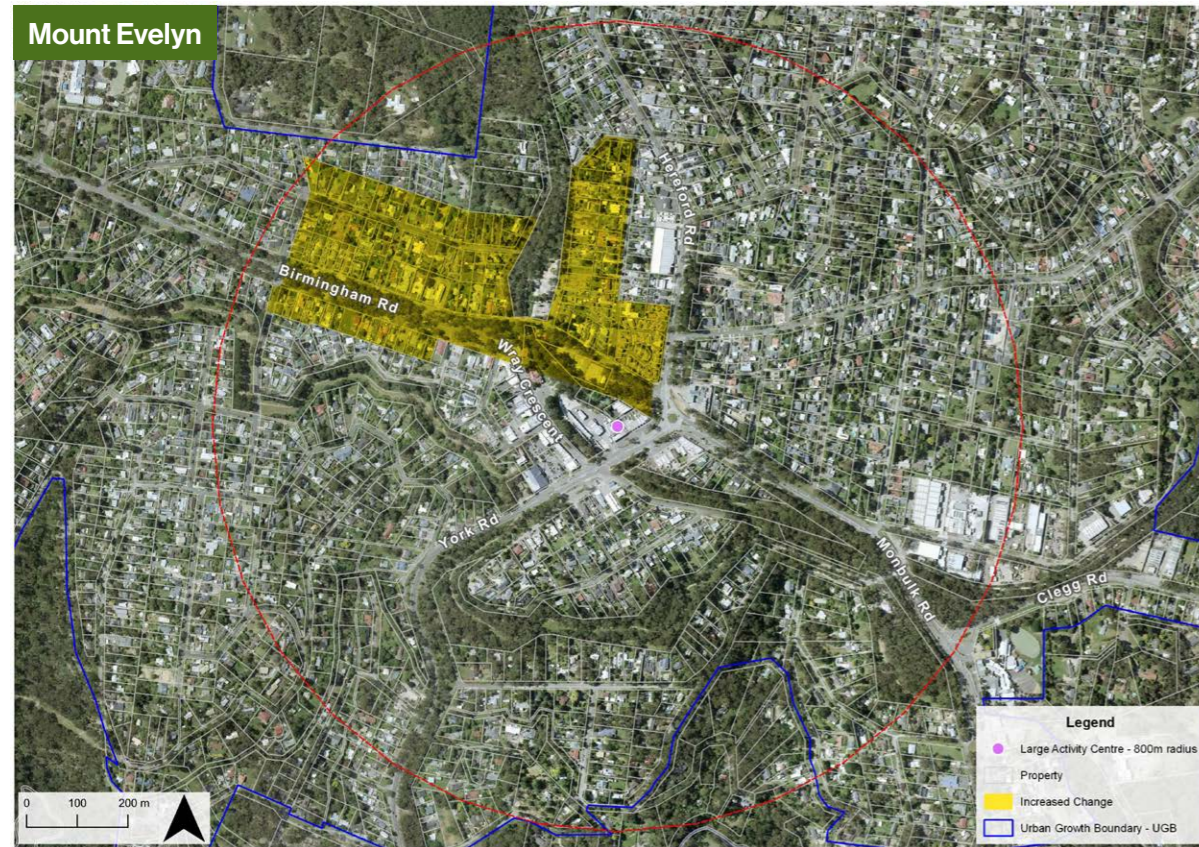 Mount Evelyn
Hereford Rd
Birmingham Rd
Wray Crescent
York Rd
Monbulk Rd
Clegg Rd
Legend
Large Activity Centre - 800m radius
Property
Increased Change
Urban Growth Boundary - UGB
0 100 200 m